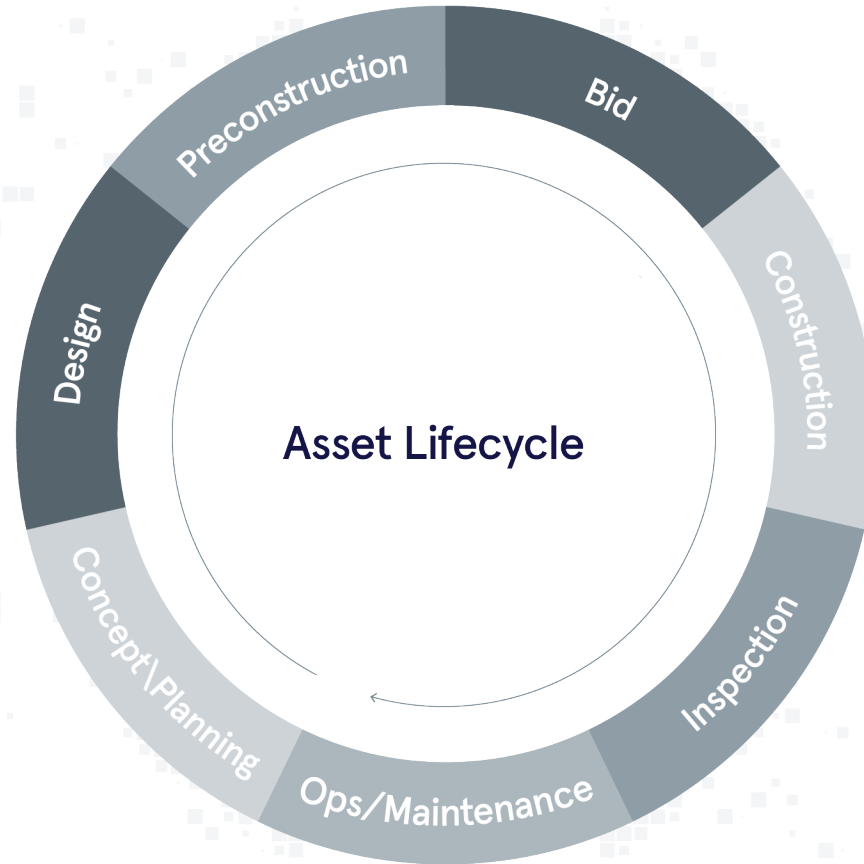 Preconstruction
Bid
Construction
Inspection
Ops/Maintenance
Concept\Planning
Design
Asset Lifecycle